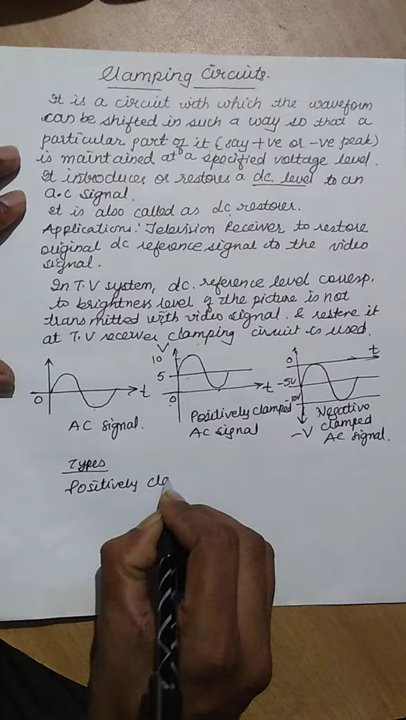 Clamping Circuits.
It is a circuit with which the waveform
can be shifted in such a way so that a
particular part of it (say +ve or -ve peak)
is maintained at a specified voltage level.
It introduces or restores a dc. level to an
a.c signal.
It is also called as dc restorer.
Applications: Television Receiver to restore
original dc reference signal to the video
signal.
In T.V system, dc. reference level corresp.
to brightness level of the picture is not
transmitted with video signal. & restore it
at T.V receiver clamping circuit is used.
0 t
AC signal.
V
10
5
0 t
Positively clamped
AC signal
t
0
-5V
-10V
-V
Negative
clamped
AC signal.
Types
Positively cla